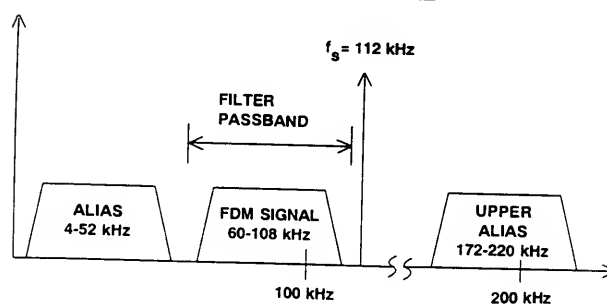 fs = 112 kHz
FILTER
PASSBAND
ALIAS
4-52 kHz
FDM SIGNAL
60-108 kHz
UPPER
ALIAS
172-220 kHz
100 kHz
200 kHz